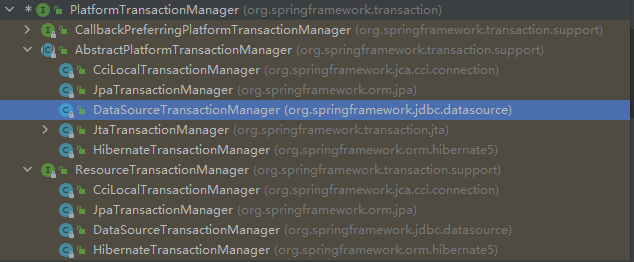 PlatformTransactionManager (org.springframework.transaction)
CallbackPreferringPlatformTransactionManager (org.springframework.transaction.support)
AbstractPlatformTransactionManager (org.springframework.transaction.support)
CciLocalTransactionManager (org.springframework.jca.cci.connection)
JpaTransactionManager (org.springframework.orm.jpa)
DataSourceTransactionManager (org.springframework.jdbc.datasource)
JtaTransactionManager (org.springframework.transaction.jta)
HibernateTransactionManager (org.springframework.orm.hibernate5)
ResourceTransactionManager (org.springframework.transaction.support)
CciLocalTransactionManager (org.springframework.jca.cci.connection)
JpaTransactionManager (org.springframework.orm.jpa)
DataSourceTransactionManager (org.springframework.jdbc.datasource)
HibernateTransactionManager (org.springframework.orm.hibernate5)